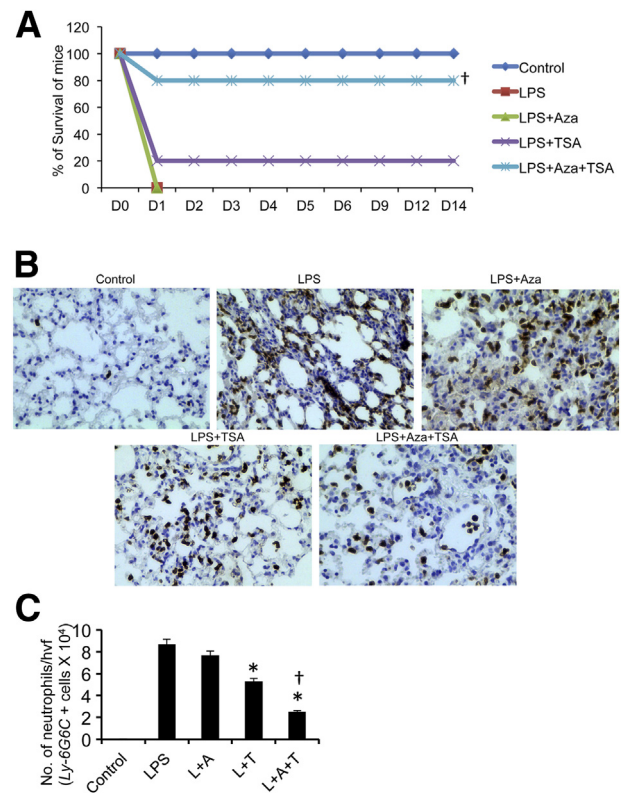 A
120
100
80
60
40
20
0
% of Survival of mice
D0 D1 D2 D3 D4 D5 D6 D9 D12 D14
†
Control
LPS
LPS+Aza
LPS+TSA
LPS+Aza+TSA
B
Control LPS LPS+Aza
LPS+TSA LPS+Aza+TSA
C
No. of neutrophils/hvf
(Ly-6G6C + cells X 10⁴)
10
8
6
4
2
0
*
†
*
Control LPS L+A L+T L+A+T